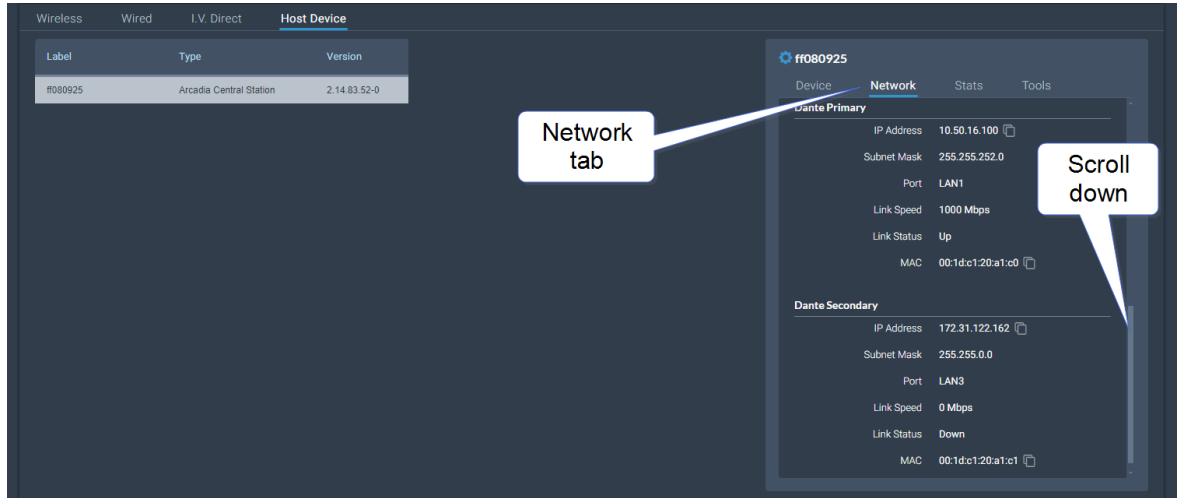 Wireless Wired I.V. Direct Host Device
Label Type Version
ff080925 Arcadia Central Station 2.14.83.52-0
ff080925
Device Network Stats Tools
Dante Primary
IP Address 10.50.16.100
Subnet Mask 255.255.252.0
Port LAN1
Link Speed 1000 Mbps
Link Status Up
MAC 00:1d:c1:20:a1:c0
Dante Secondary
IP Address 172.31.122.162
Subnet Mask 255.255.0.0
Port LAN3
Link Speed 0 Mbps
Link Status Down
MAC 00:1d:c1:20:a1:c1
Network
tab
Scroll
down